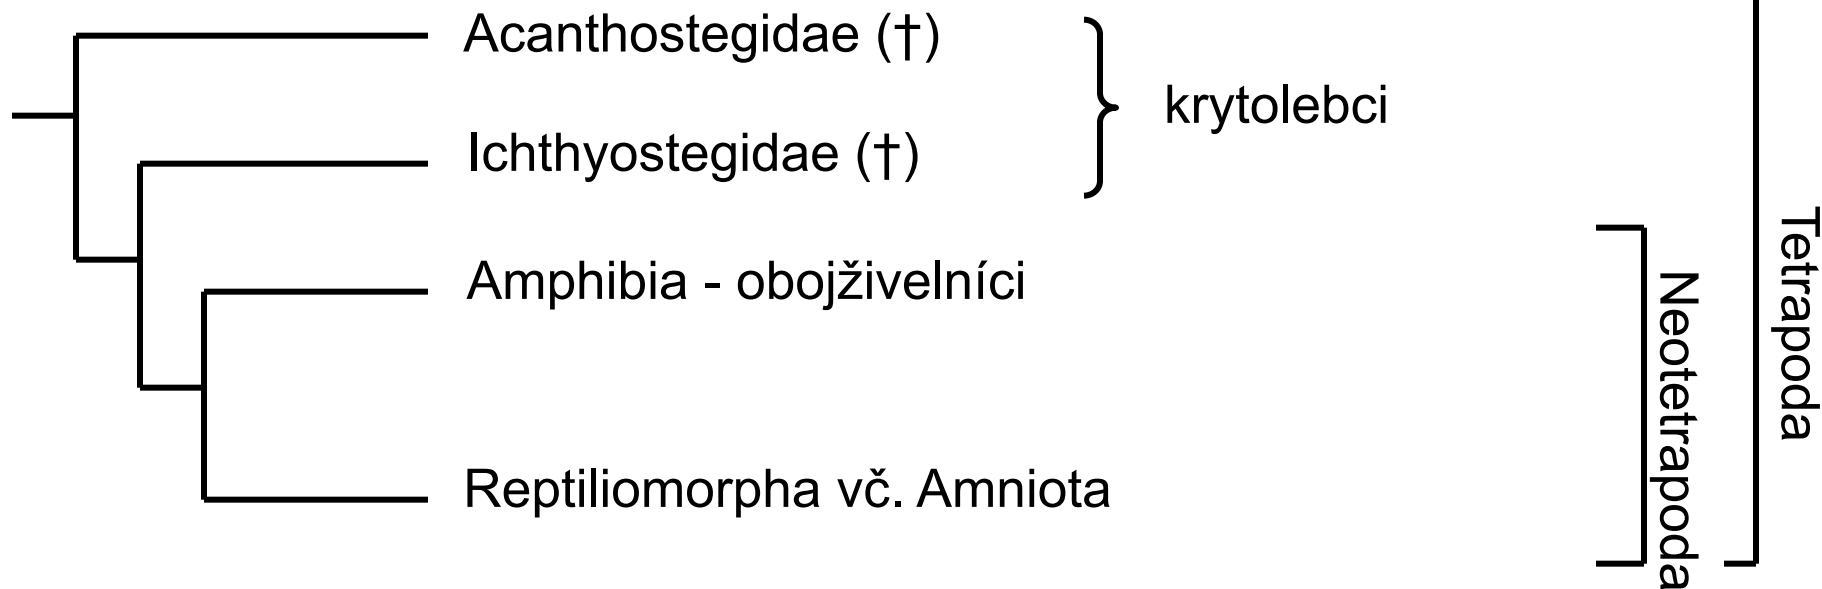 Acanthostegidae (†)
krytolebci
Ichthyostegidae (†)
Amphibia - obojživelníci
Reptiliomorpha vč. Amniota
Neotetrapoda
Tetrapoda